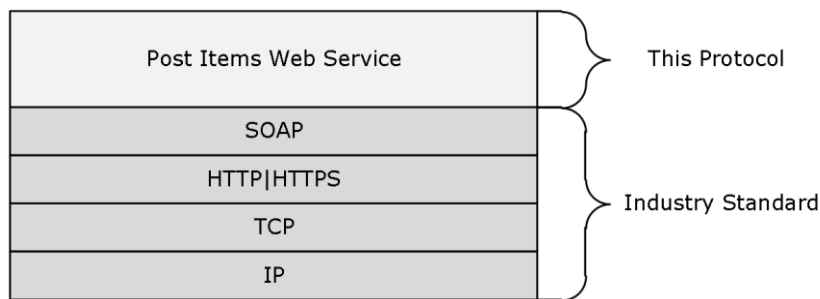 Post Items Web Service
This Protocol
SOAP
HTTP|HTTPS
TCP
Industry Standard
IP